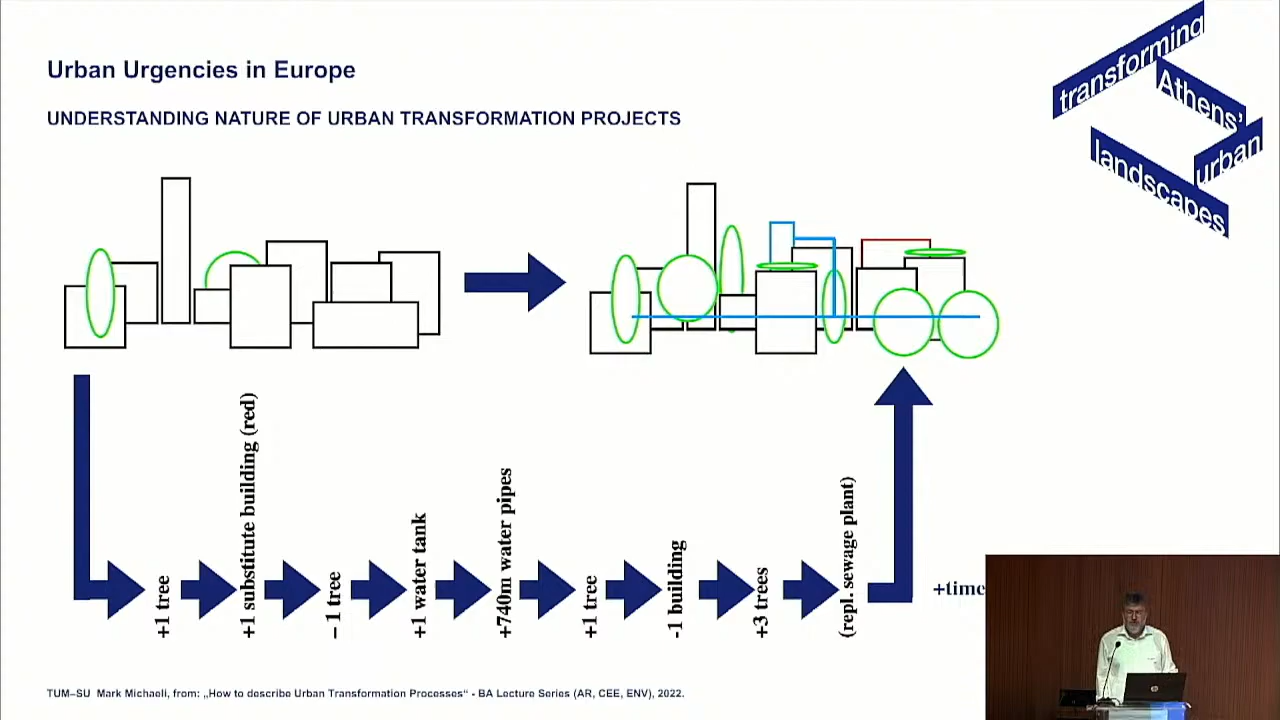 Urban Urgencies in Europe
UNDERSTANDING NATURE OF URBAN TRANSFORMATION PROJECTS
transforming
Athens'
urban
landscapes
+1 tree
+1 substitute building (red)
– 1 tree
+1 water tank
+740m water pipes
+1 tree
-1 building
+3 trees
(repl. sewage plant)
+time
TUM–SU Mark Michaeli, from: „How to describe Urban Transformation Processes“ - BA Lecture Series (AR, CEE, ENV), 2022.